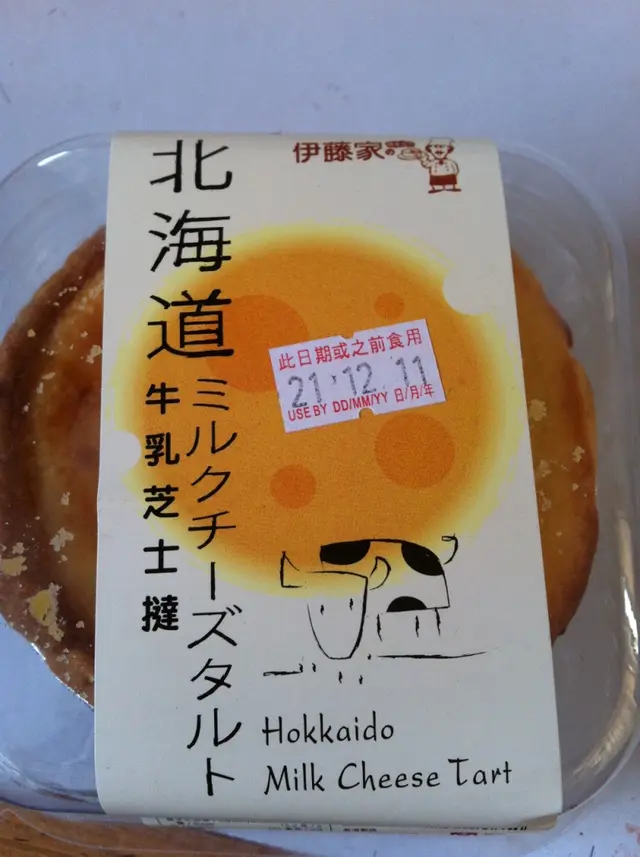 伊藤家の
北海道
ミルクチーズタルト
牛乳芝士撻
此日期或之前食用
21.12.11
USE BY DD/MM/YY 日/月/年
Hokkaido
Milk Cheese Tart